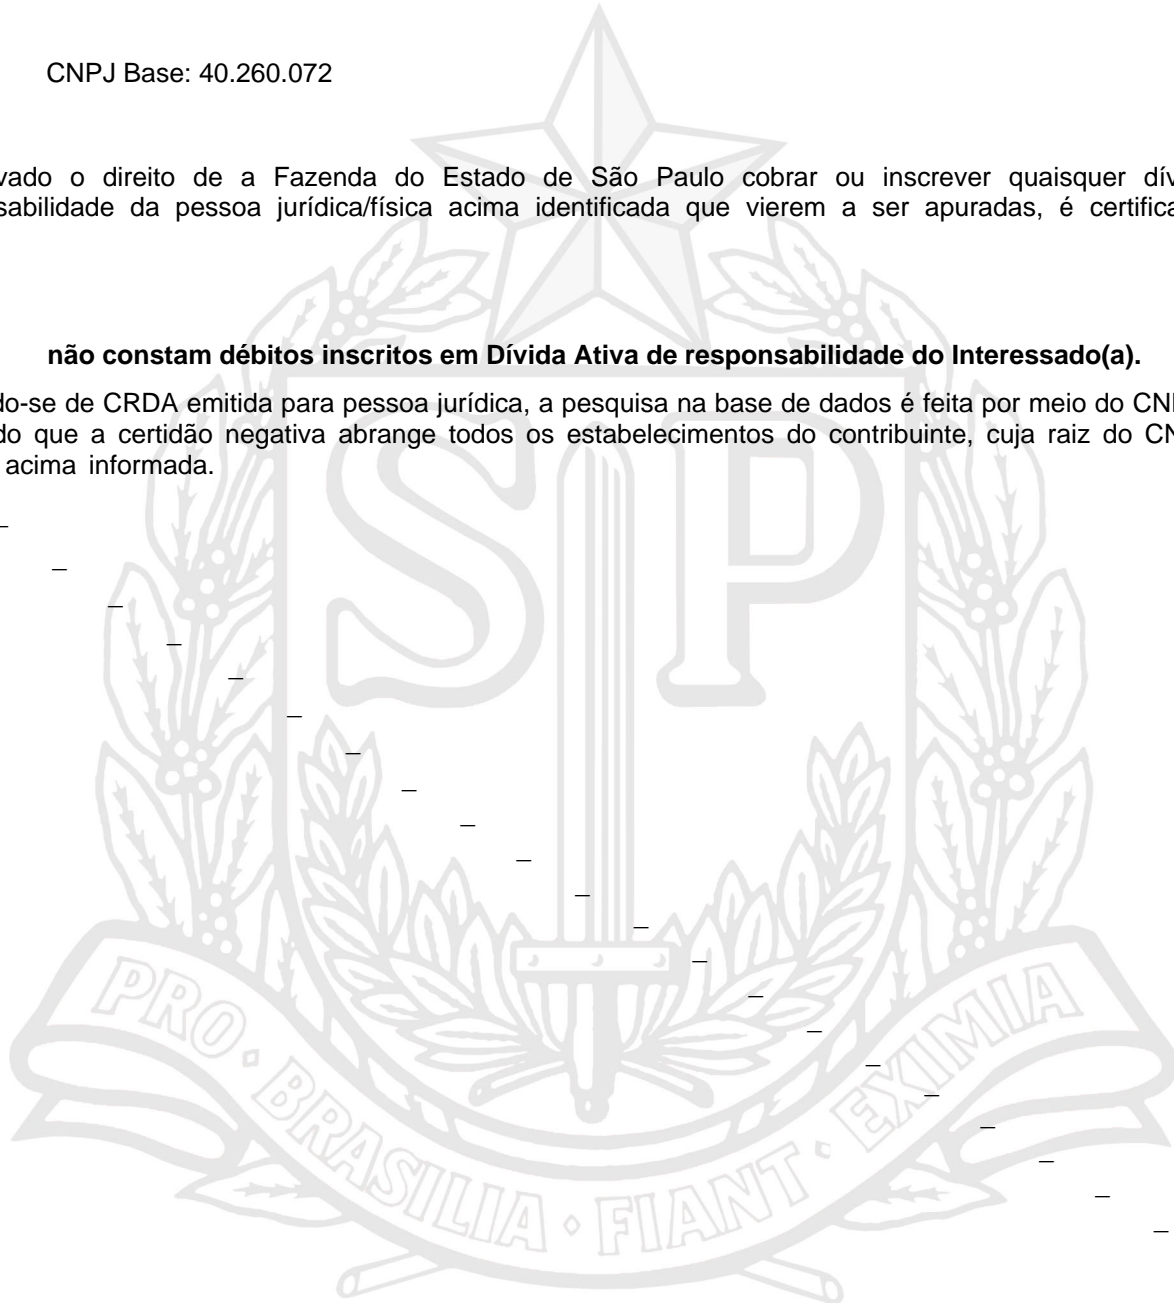 CNPJ Base: 40.260.072
vado o direito de a Fazenda do Estado de São Paulo cobrar ou inscrever quaisquer dív
sabilidade da pessoa jurídica/física acima identificada que vierem a ser apuradas, é certifica
não constam débitos inscritos em Dívida Ativa de responsabilidade do Interessado(a).
do-se de CRDA emitida para pessoa jurídica, a pesquisa na base de dados é feita por meio do CN
do que a certidão negativa abrange todos os estabelecimentos do contribuinte, cuja raiz do CN
acima informada.
SP
PRO • BRASILIA • FIANT • EXIMIA